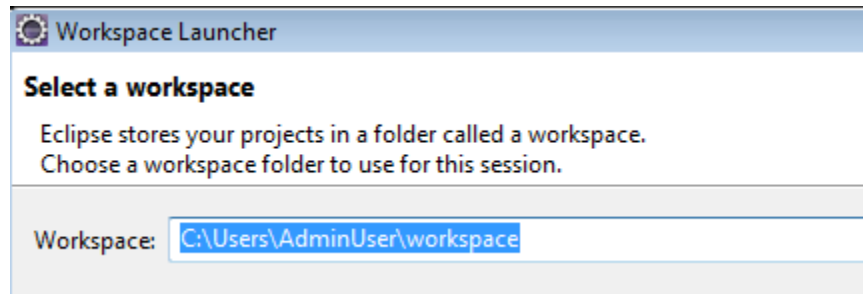 Workspace Launcher
Select a workspace
Eclipse stores your projects in a folder called a workspace.
Choose a workspace folder to use for this session.
Workspace: C:\Users\AdminUser\workspace